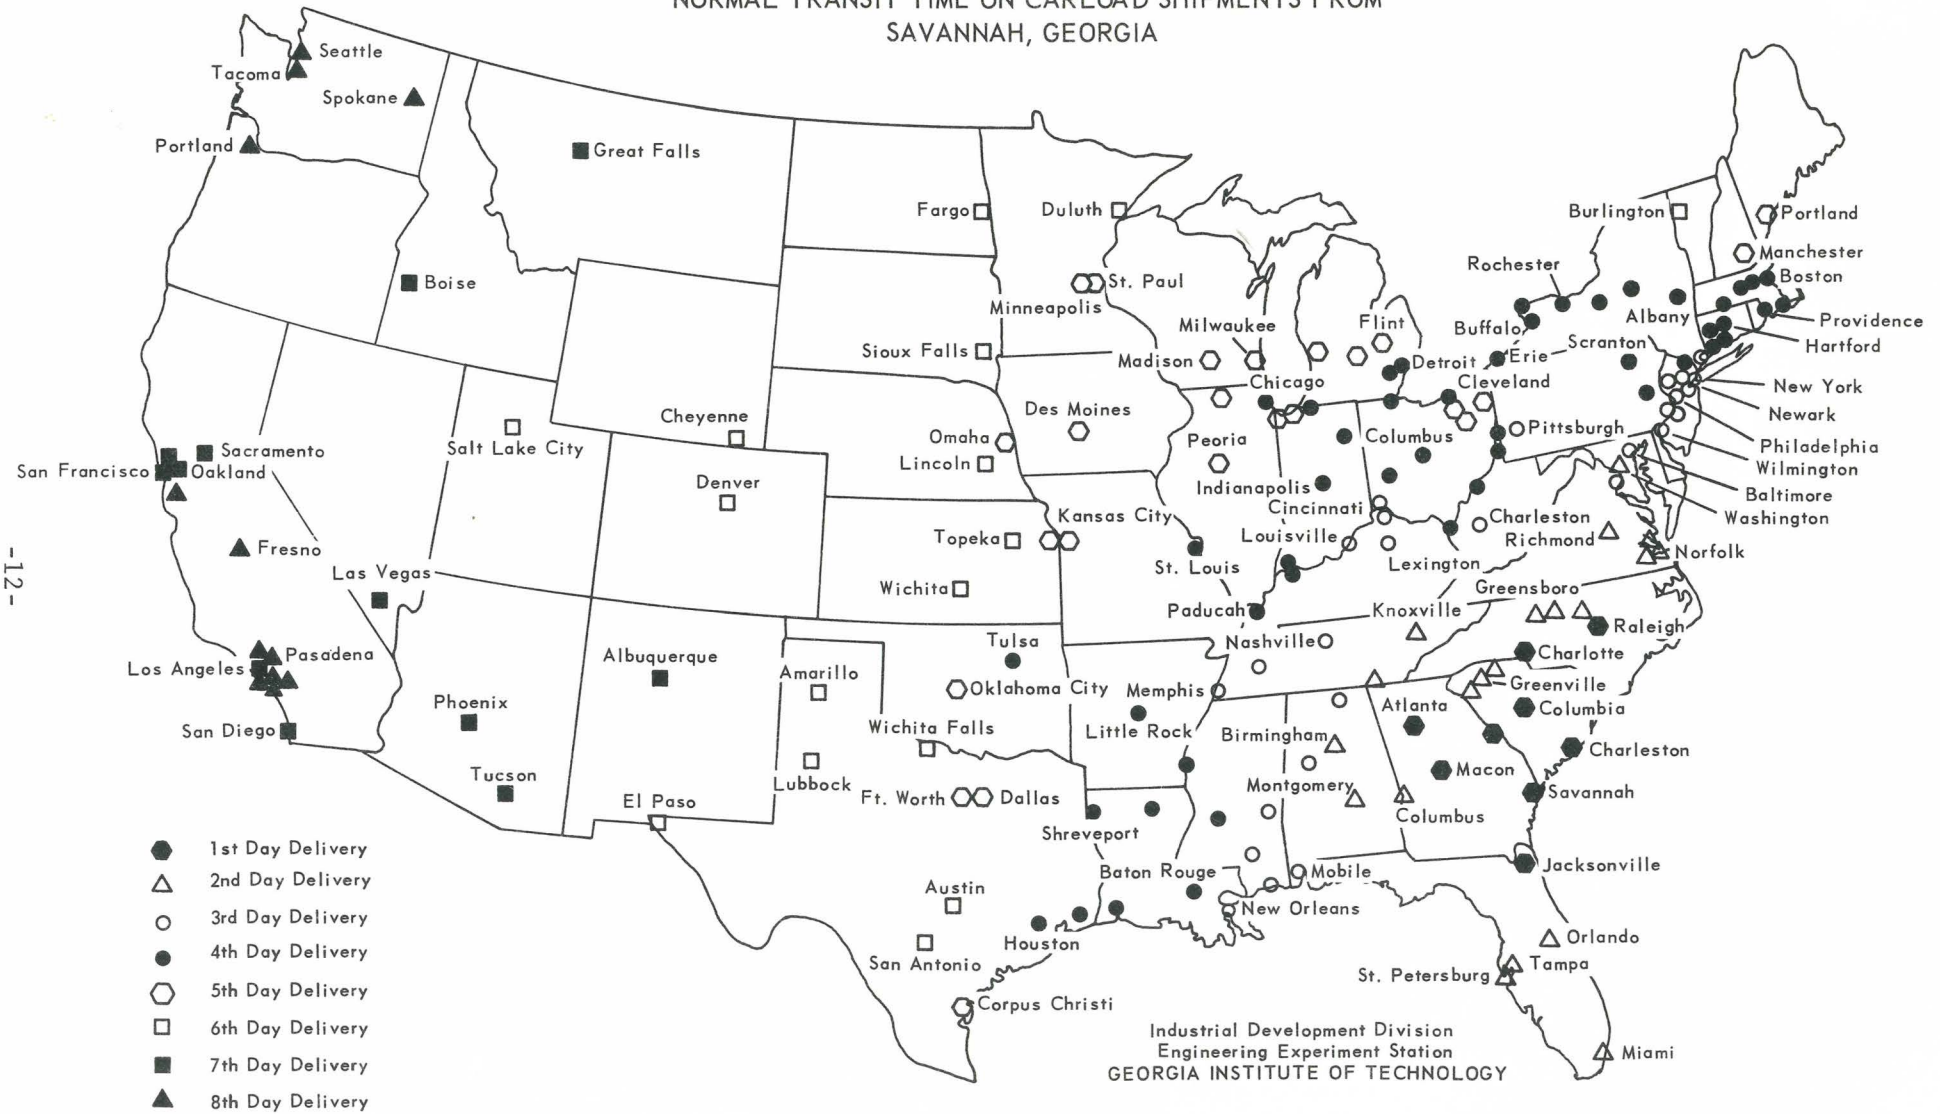 NORMAL TRANSIT TIME ON CARLOAD SHIPMENTS FROM
SAVANNAH, GEORGIA
Seattle
Tacoma
Spokane
Portland
Great Falls
Fargo
Duluth
Burlington
Portland
Manchester
Rochester
Boston
Boise
St. Paul
Minneapolis
Milwaukee
Flint
Buffalo
Albany
Providence
Sioux Falls
Madison
Detroit
Erie
Scranton
Hartford
Chicago
Cleveland
New York
Cheyenne
Des Moines
Newark
Salt Lake City
Omaha
Peoria
Columbus
Pittsburgh
Sacramento
Philadelphia
San Francisco
Oakland
Lincoln
Wilmington
Denver
Indianapolis
Baltimore
Cincinnati
Washington
Kansas City
Charleston
Fresno
Topeka
Louisville
Richmond
Norfolk
Las Vegas
St. Louis
Lexington
Wichita
Greensboro
Paducah
Knoxville
Raleigh
Tulsa
Nashville
Pasadena
Albuquerque
Charlotte
Los Angeles
Amarillo
Oklahoma City
Memphis
Greenville
Phoenix
Atlanta
Columbia
San Diego
Wichita Falls
Little Rock
Birmingham
Charleston
Tucson
Lubbock
Montgomery
Macon
El Paso
Ft. Worth
Dallas
Savannah
Shreveport
Columbus
Baton Rouge
Mobile
Jacksonville
Austin
New Orleans
Houston
Orlando
San Antonio
Tampa
St. Petersburg
Corpus Christi
Miami
1st Day Delivery
2nd Day Delivery
3rd Day Delivery
4th Day Delivery
5th Day Delivery
6th Day Delivery
7th Day Delivery
8th Day Delivery
Industrial Development Division
Engineering Experiment Station
GEORGIA INSTITUTE OF TECHNOLOGY
-12-